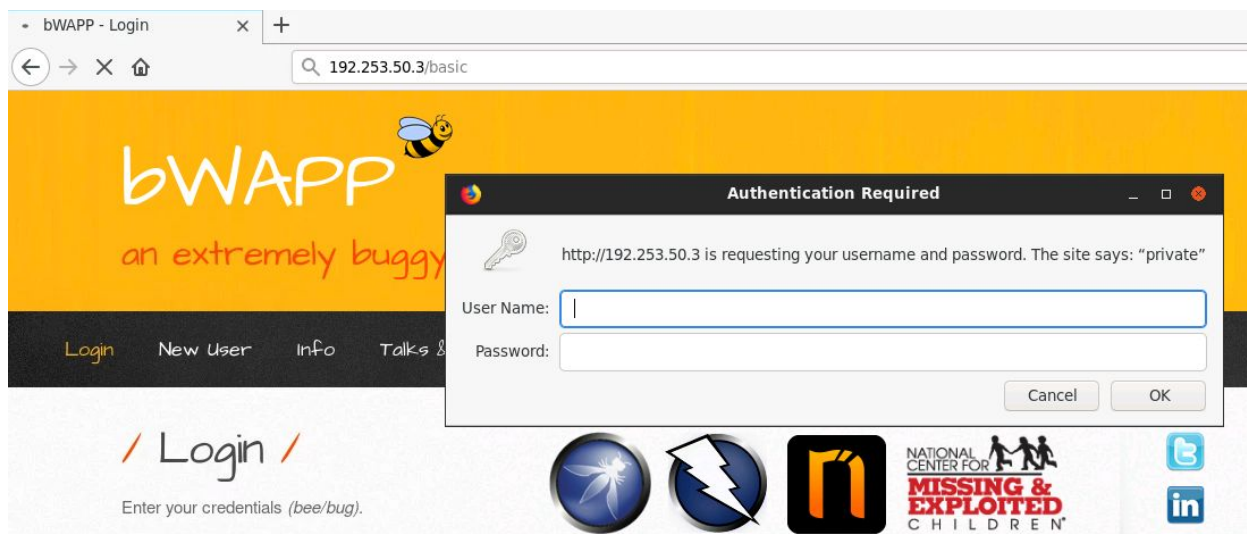 bWAPP - Login
192.253.50.3/basic
bWAPP
an extremely buggy
Authentication Required
http://192.253.50.3 is requesting your username and password. The site says: “private”
User Name:
Password:
Cancel OK
Login New User Info Talks &
/ Login /
Enter your credentials (bee/bug).
NATIONAL
CENTER FOR
MISSING &
EXPLOITED
CHILDREN